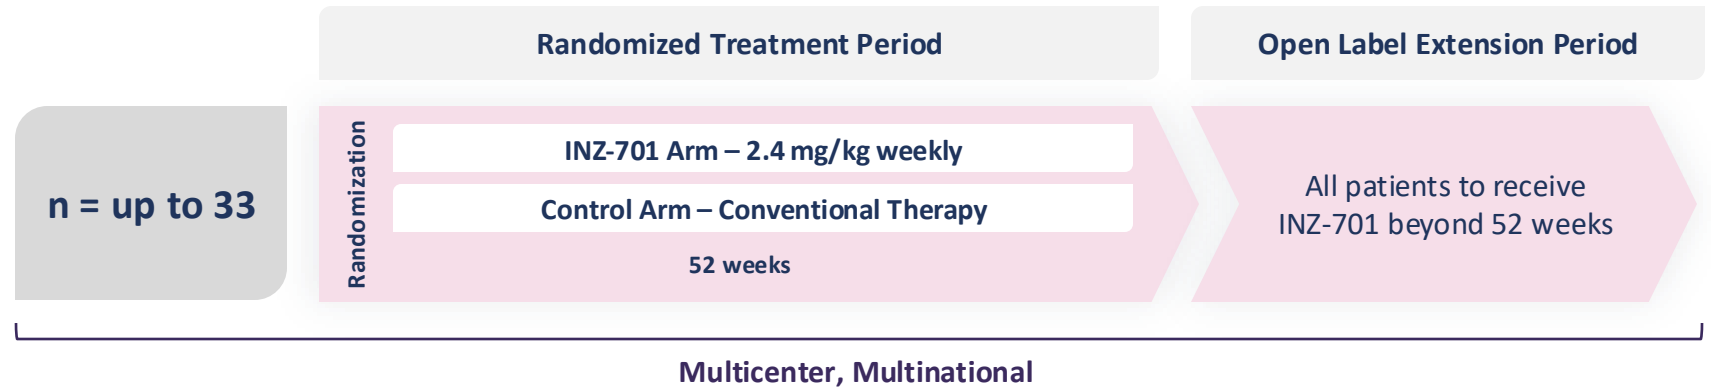 Randomized Treatment Period
Open Label Extension Period
n = up to 33
Randomization
INZ-701 Arm – 2.4 mg/kg weekly
Control Arm – Conventional Therapy
52 weeks
All patients to receive
INZ-701 beyond 52 weeks
Multicenter, Multinational